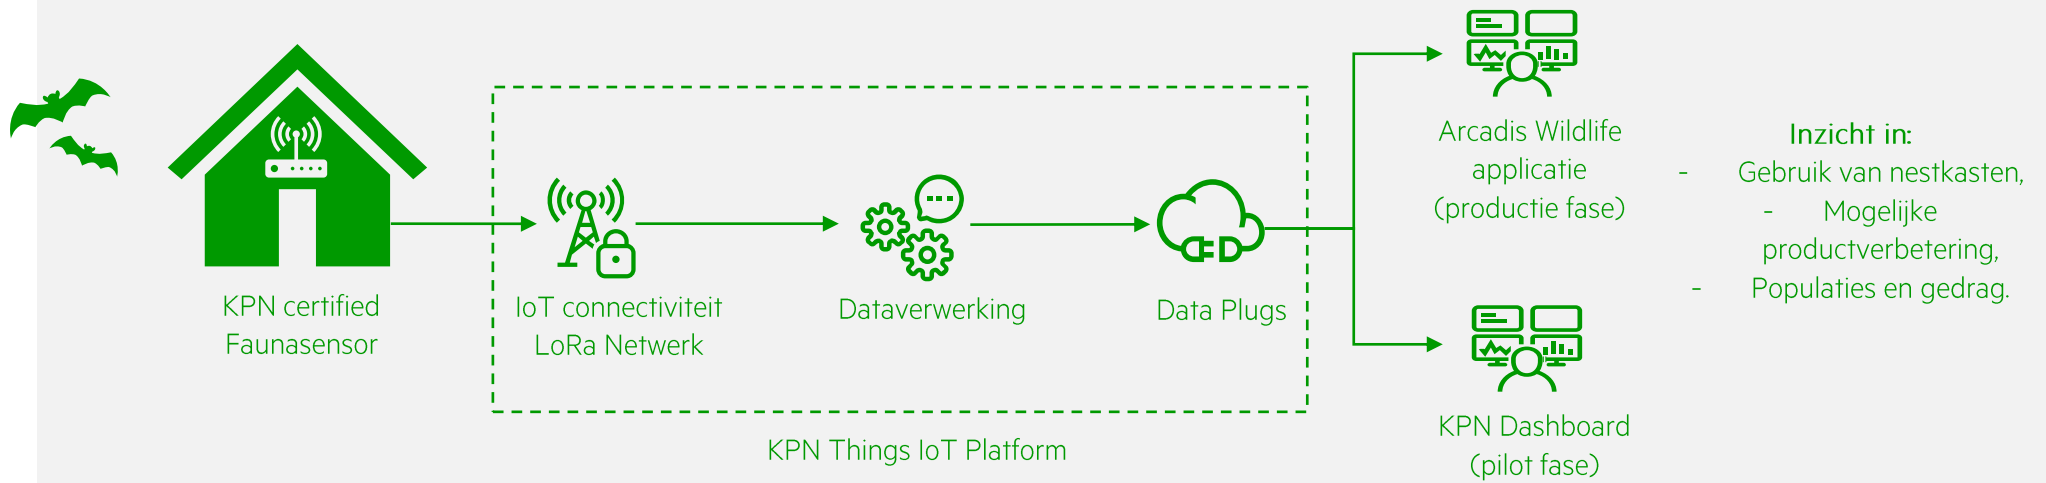 KPN certified
Faunasensor
IoT connectiviteit
LoRa Netwerk
Dataverwerking
Data Plugs
KPN Things IoT Platform
Arcadis Wildlife
applicatie
(productie fase)
KPN Dashboard
(pilot fase)
Inzicht in:
- Gebruik van nestkasten,
- Mogelijke
productverbetering,
- Populaties en gedrag.